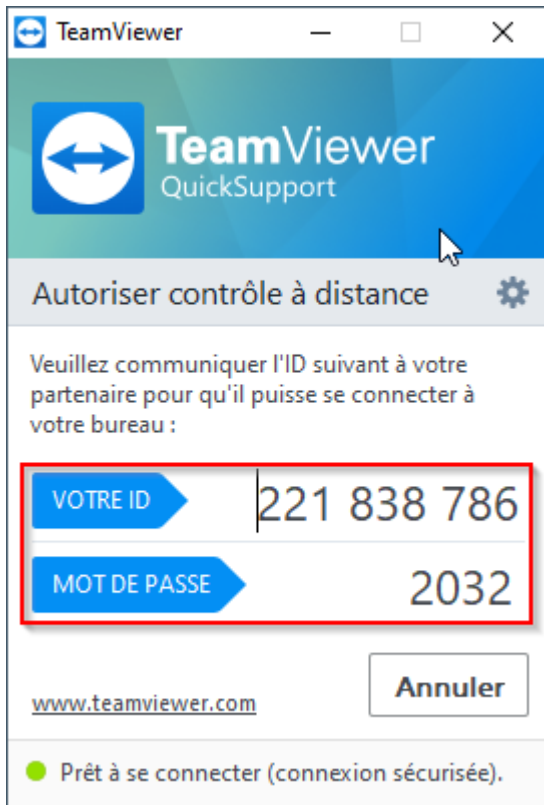 TeamViewer
TeamViewer
QuickSupport
Autoriser contrôle à distance
Veuillez communiquer l'ID suivant à votre
partenaire pour qu'il puisse se connecter à
votre bureau :
VOTRE ID 221 838 786
MOT DE PASSE 2032
Annuler
www.teamviewer.com
Prêt à se connecter (connexion sécurisée).